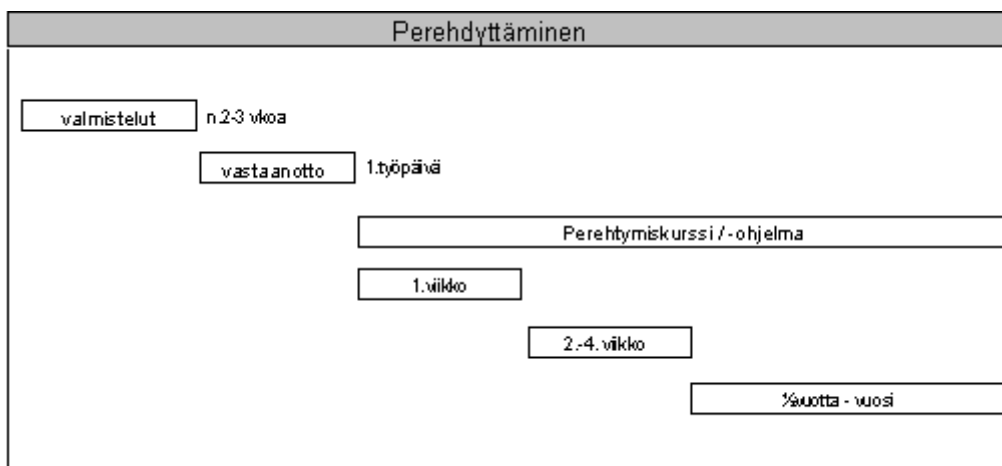 Perehdyttäminen
valmistelut n.2-3 vkoa
vastaanotto 1.työpäivä
Perehtymiskurssi / -ohjelma
1.viikko
2.-4. viikko
½vuotta - vuosi